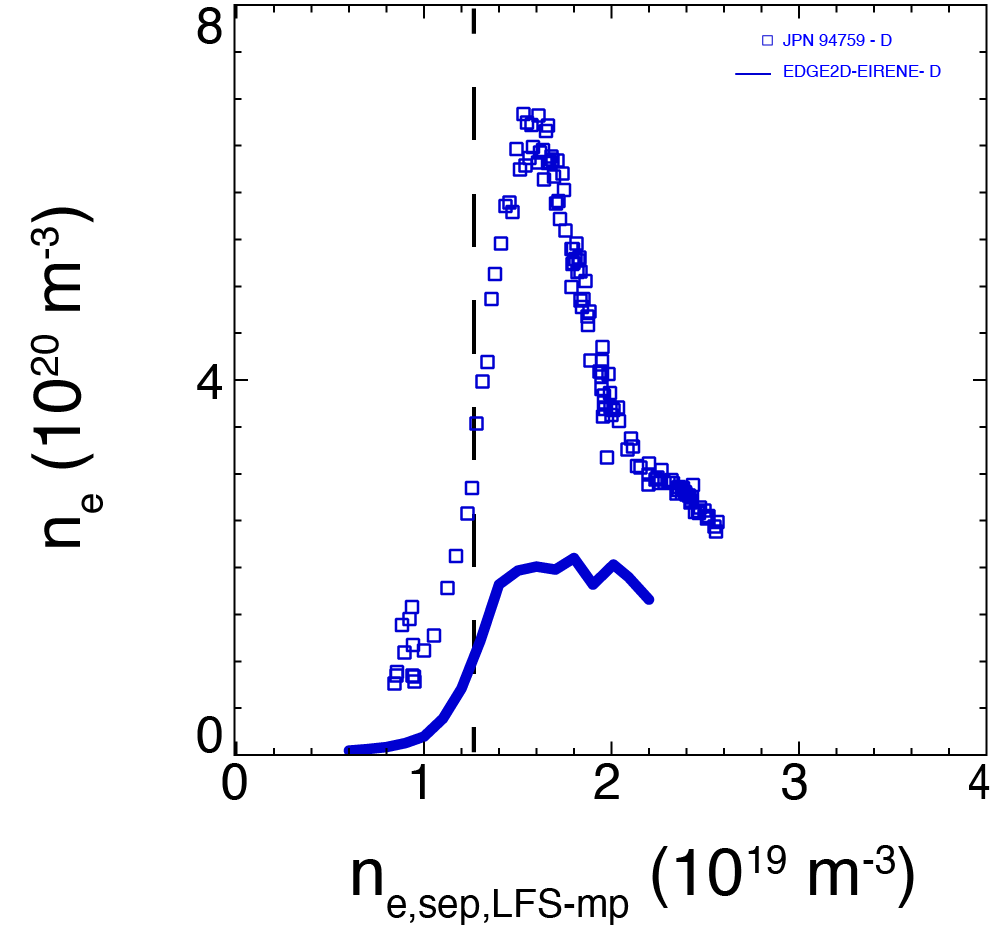 8
JPN 94759 - D
EDGE2D-EIRENE- D
4
0
n_e (10^20 m^-3)
0 1 2 3 4
n_e,sep,LFS-mp (10^19 m^-3)